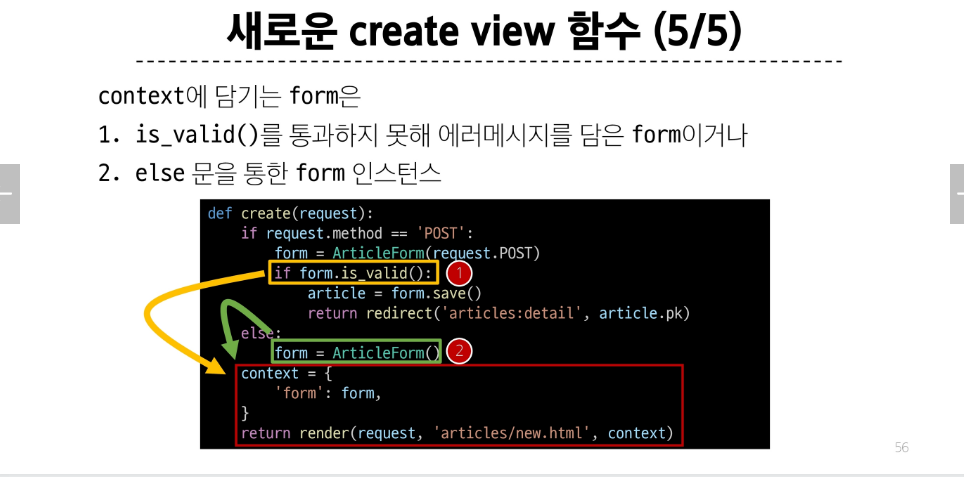 새로운 create view 함수 (5/5)
context에 담기는 form은
1. is_valid()를 통과하지 못해 에러메시지를 담은 form이거나
2. else 문을 통한 form 인스턴스
def create(request):
    if request.method == 'POST':
        form = ArticleForm(request.POST)
        if form.is_valid(): 1
            article = form.save()
            return redirect('articles:detail', article.pk)
    else:
        form = ArticleForm() 2
    context = {
        'form': form,
    }
    return render(request, 'articles/new.html', context)
56